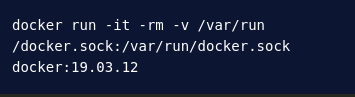 docker run -it -rm -v /var/run
/docker.sock:/var/run/docker.sock
docker:19.03.12